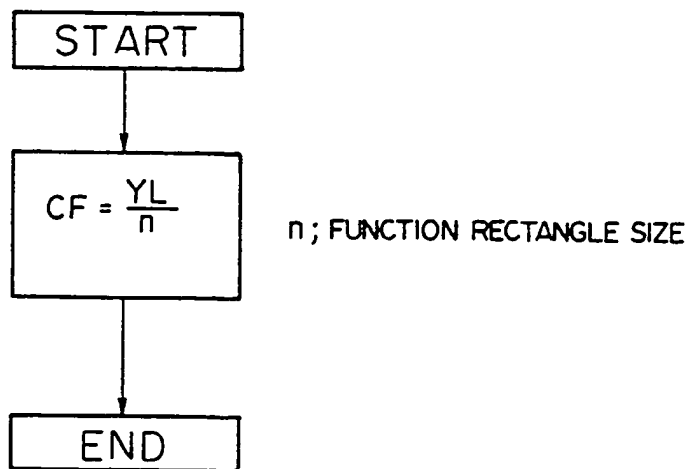 START
CF = YL/n
n; FUNCTION RECTANGLE SIZE
END